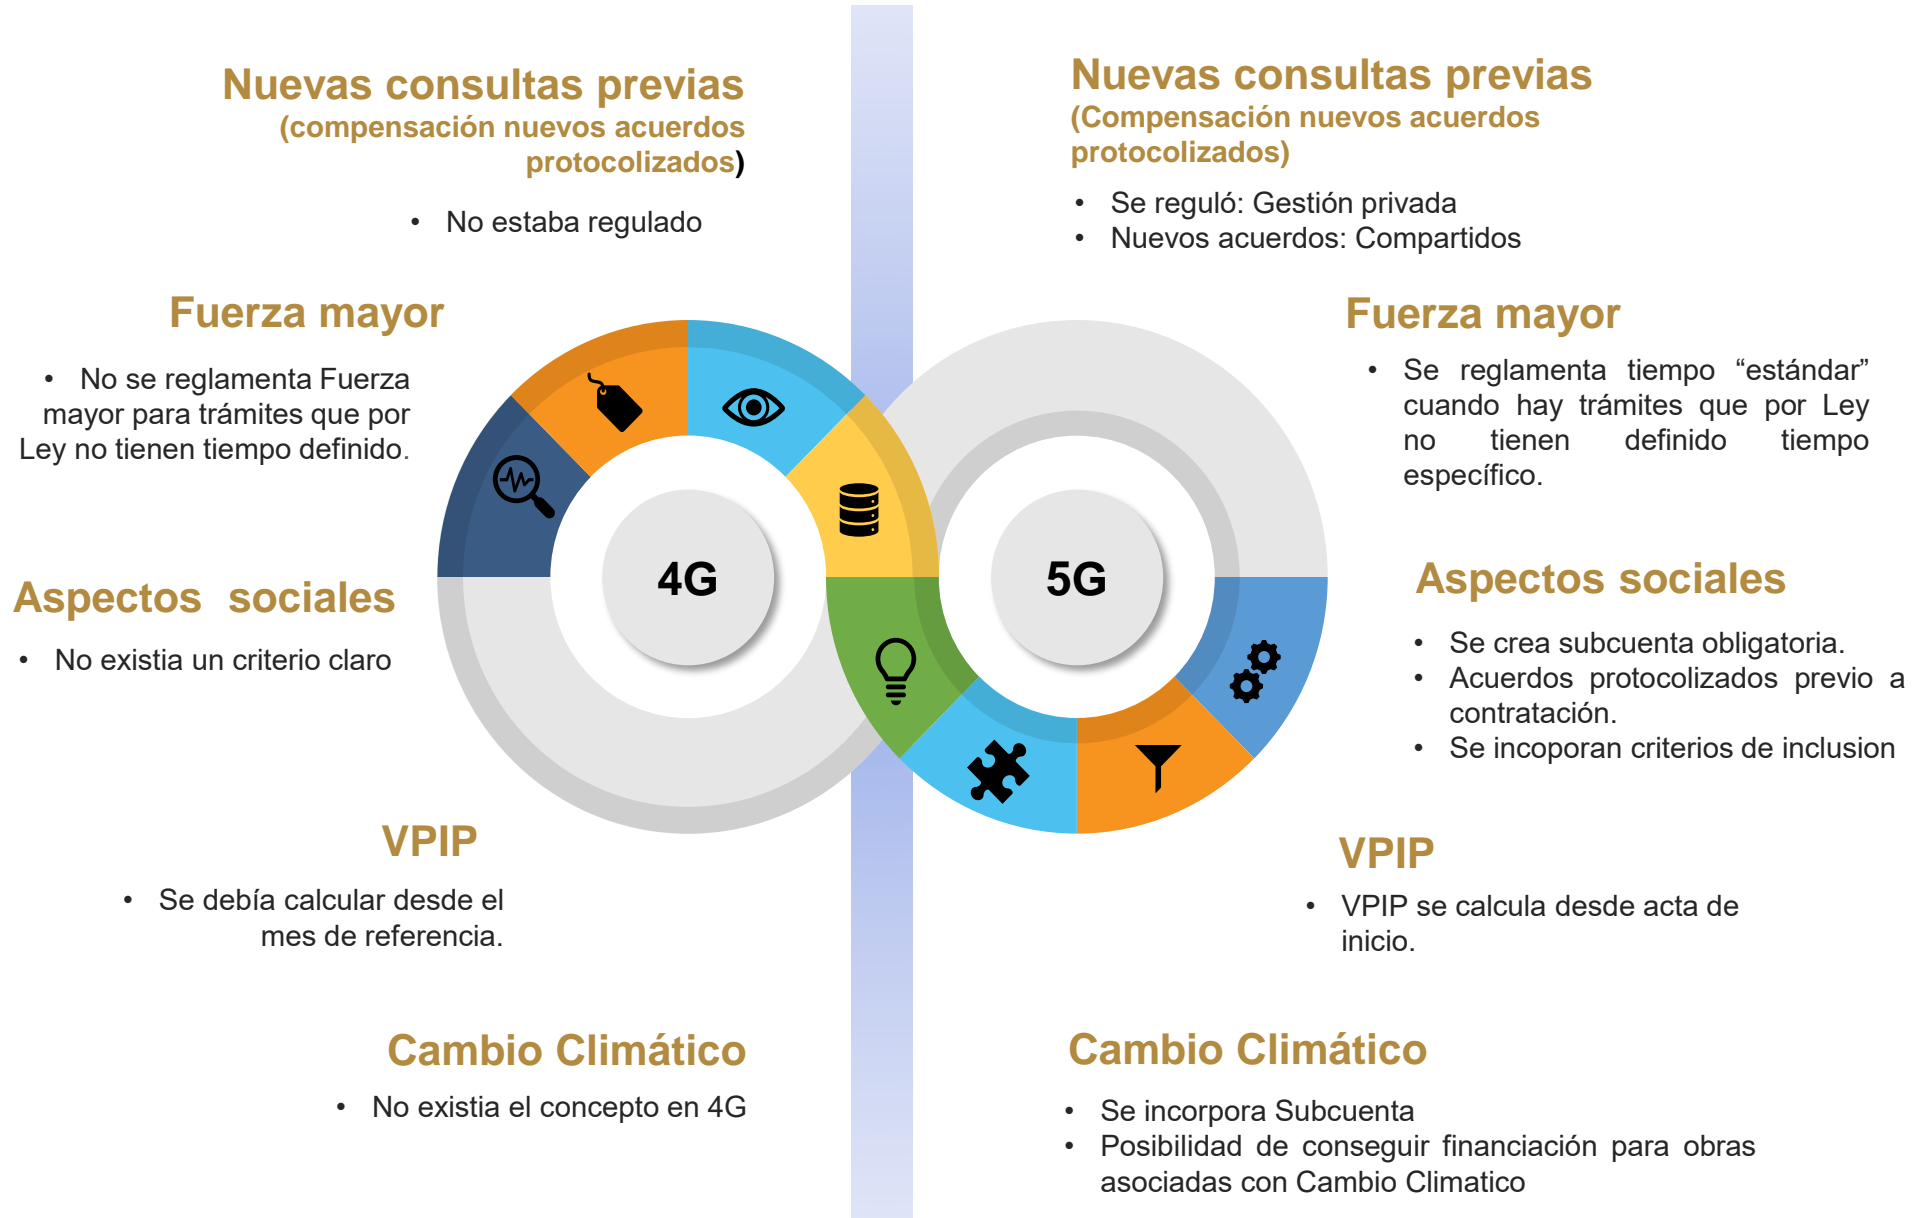 Nuevas consultas previas
(compensación nuevos acuerdos
protocolizados)
• No estaba regulado
Fuerza mayor
• No se reglamenta Fuerza
mayor para trámites que por
Ley no tienen tiempo definido.
Aspectos sociales
• No existia un criterio claro
VPIP
• Se debía calcular desde el
mes de referencia.
Cambio Climático
• No existia el concepto en 4G
4G
5G
Nuevas consultas previas
(Compensación nuevos acuerdos
protocolizados)
• Se reguló: Gestión privada
• Nuevos acuerdos: Compartidos
Fuerza mayor
• Se reglamenta tiempo “estándar”
cuando hay trámites que por Ley
no tienen definido tiempo
específico.
Aspectos sociales
• Se crea subcuenta obligatoria.
• Acuerdos protocolizados previo a
contratación.
• Se incoporan criterios de inclusion
VPIP
• VPIP se calcula desde acta de
inicio.
Cambio Climático
• Se incorpora Subcuenta
• Posibilidad de conseguir financiación para obras
asociadas con Cambio Climatico